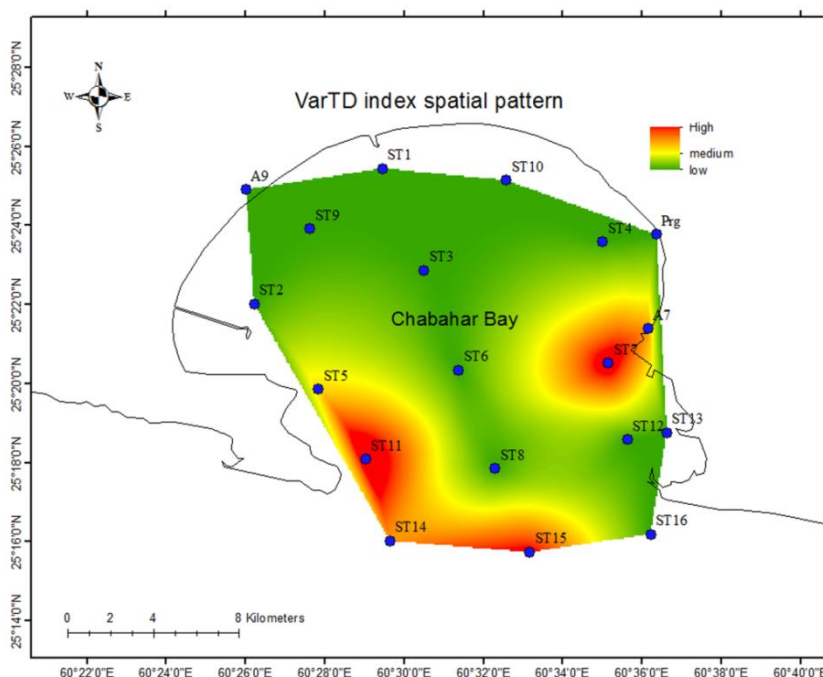 N
W E
S
VarTD index spatial pattern
High
medium
low
A9
ST1
ST10
ST9
ST4
Prg
ST3
ST2
Chabahar Bay
A7
ST6
ST7
ST5
ST12
ST13
ST11
ST8
ST14
ST15
ST16
0 2 4 8 Kilometers
25°28'0"N
25°26'0"N
25°24'0"N
25°22'0"N
25°20'0"N
25°18'0"N
25°16'0"N
25°14'0"N
60°22'0"E 60°24'0"E 60°26'0"E 60°28'0"E 60°30'0"E 60°32'0"E 60°34'0"E 60°36'0"E 60°38'0"E 60°40'0"E